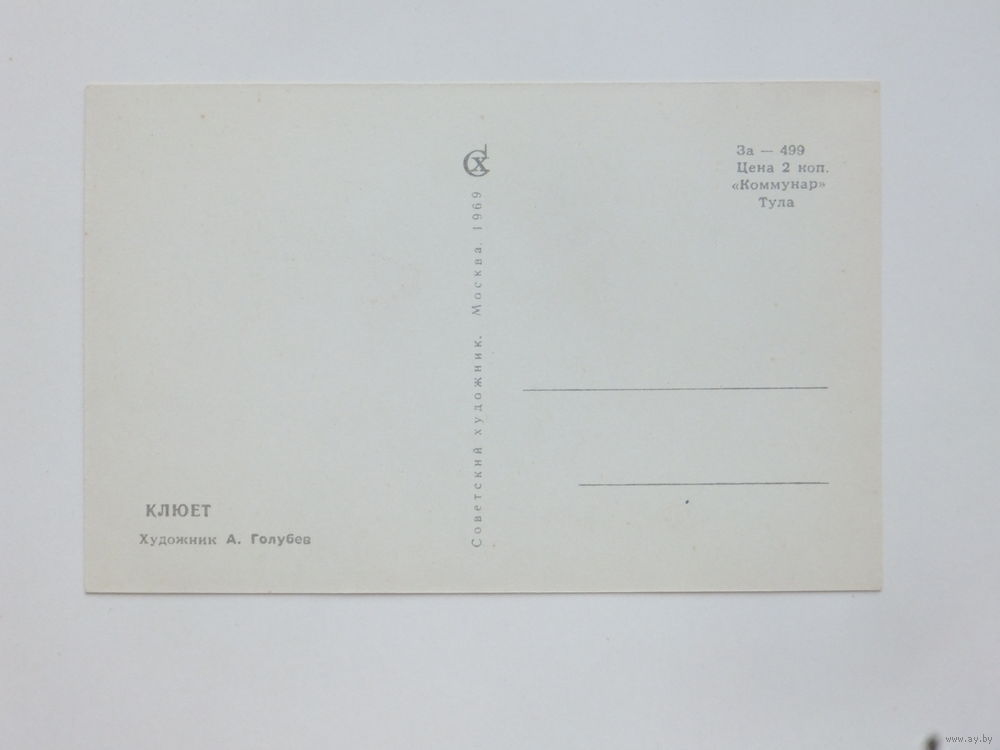 КЛЮЕТ
Художник А. Голубев
Советский художник. Москва. 1969
СХ
За — 499
Цена 2 коп.
«Коммунар»
Тула
www.ay.by